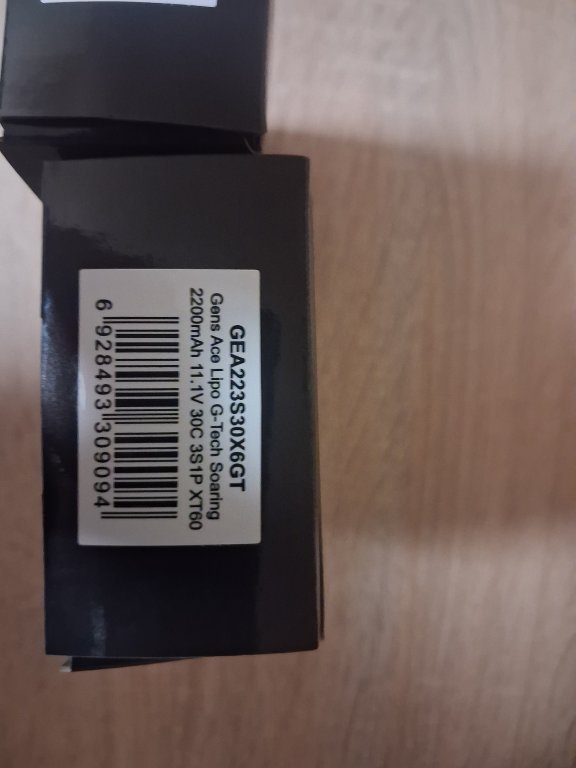 GEA223S30X6GT
Gens Ace Lipo G-Tech Soaring
2200mAh 11.1V 30C 3S1P XT60
6 928493 309094